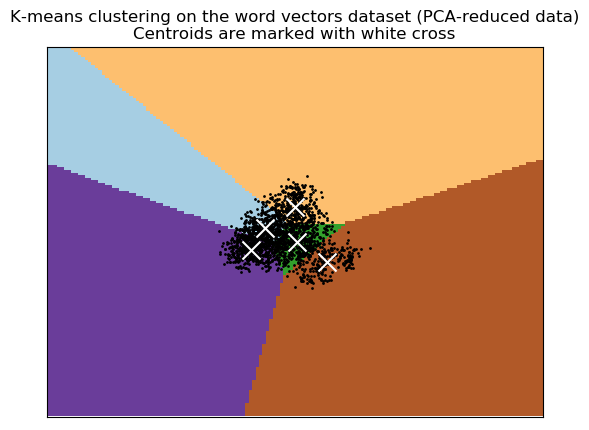 K-means clustering on the word vectors dataset (PCA-reduced data)
Centroids are marked with white cross